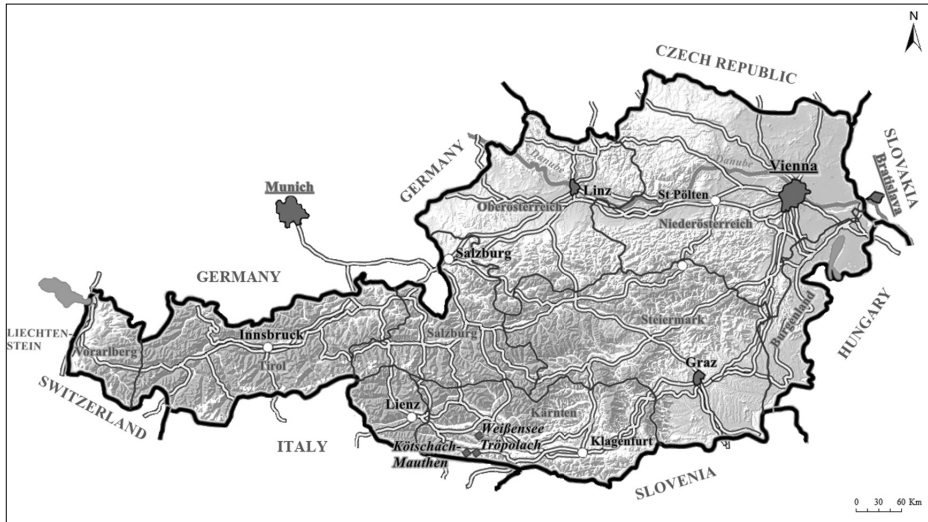 N
CZECH REPUBLIC
SLOVAKIA
Bratislava
GERMANY
Danube
Danube
Vienna
Munich
Linz
St Pölten
Oberösterreich
Niederösterreich
Salzburg
GERMANY
LIECHTEN-
STEIN
Vorarlberg
Innsbruck
Tirol
Salzburg
Steiermark
Burgenland
HUNGARY
Graz
SWITZERLAND
ITALY
Lienz
Kärnten
Weißensee
Tröpolach
Kötschach-
Mauthen
Klagenfurt
SLOVENIA
0 30 60 Km